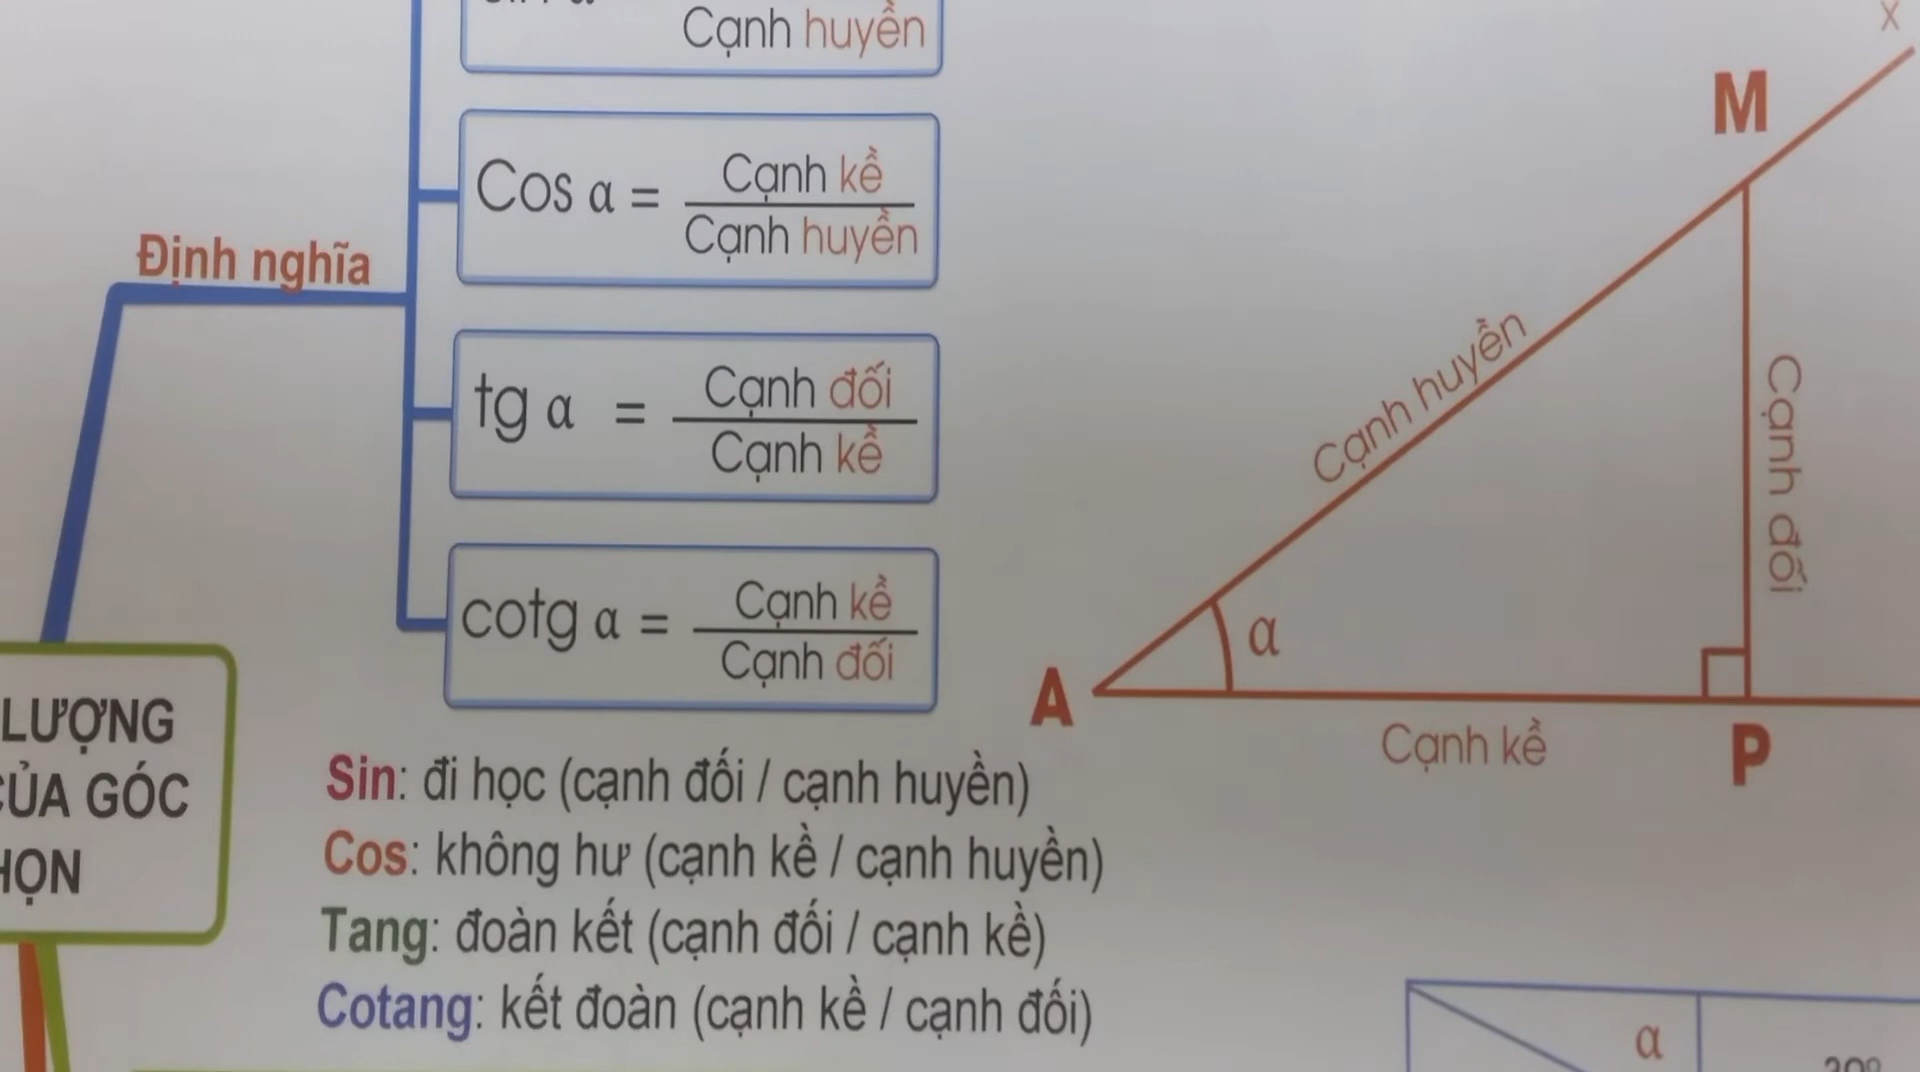 Cạnh huyền
Định nghĩa
Cos α = Cạnh kề
Cạnh huyền
tg α = Cạnh đối
Cạnh kề
cotg α = Cạnh kề
Cạnh đối
LƯỢNG
CỦA GÓC
HỌN
Sin: đi học (cạnh đối / cạnh huyền)
Cos: không hư (cạnh kề / cạnh huyền)
Tang: đoàn kết (cạnh đối / cạnh kề)
Cotang: kết đoàn (cạnh kề / cạnh đối)
x
M
Cạnh huyền
Cạnh đối
α
A
Cạnh kề
P
α